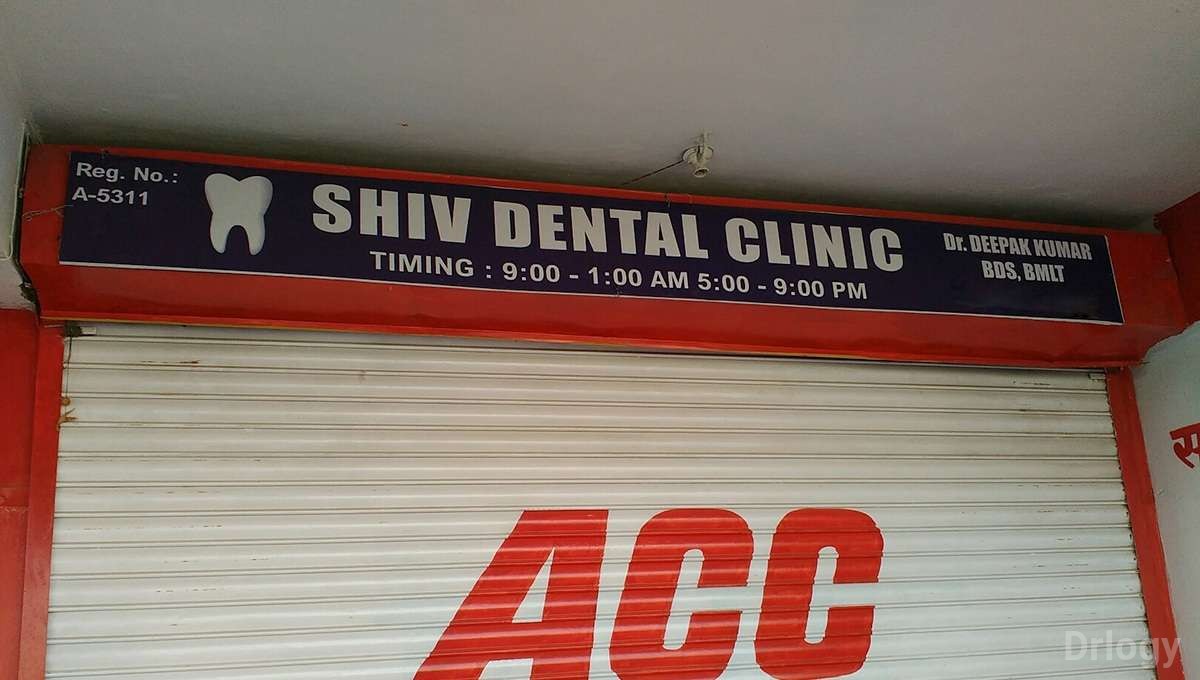 Reg. No.:
A-5311
SHIV DENTAL CLINIC
TIMING : 9:00 - 1:00 AM 5:00 - 9:00 PM
Dr. DEEPAK KUMAR
BDS, BMLT
ACC
Drlogy